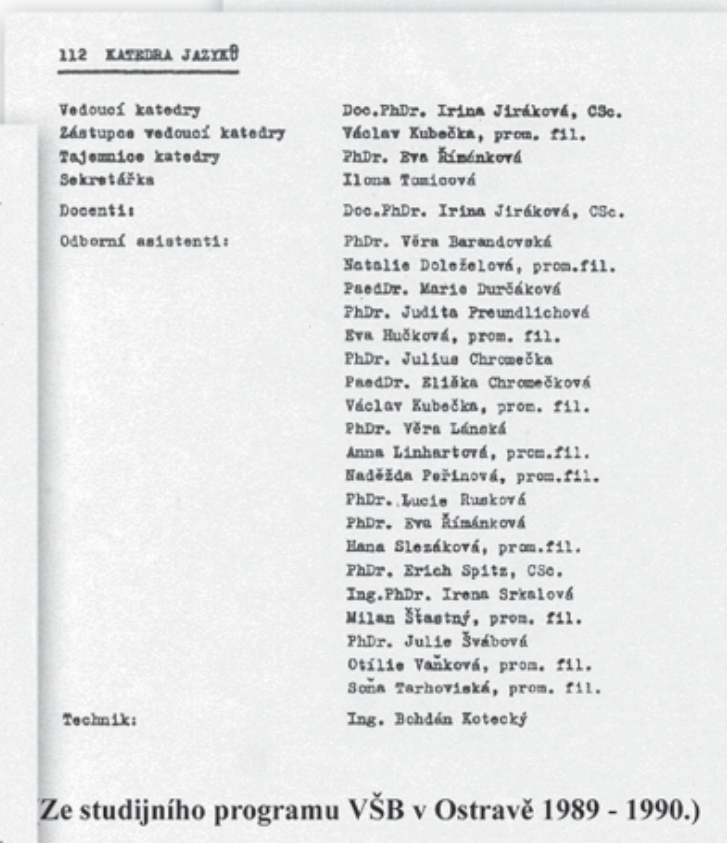 112 KATEDRA JAZYKŮ
Vedoucí katedry Doc.PhDr. Irina Jiráková, CSc.
Zástupce vedoucí katedry Václav Kubečka, prom. fil.
Tajemnice katedry PhDr. Eva Římánková
Sekretářka Ilona Tomicová
Docenti: Doc.PhDr. Irina Jiráková, CSc.
Odborní asistenti: PhDr. Věra Barandovská
Natalie Doleželová, prom.fil.
PaedDr. Marie Durčáková
PhDr. Judita Freundlichová
Eva Hučková, prom. fil.
PhDr. Julius Chromečka
PaedDr. Eliška Chromečková
Václav Kubečka, prom. fil.
PhDr. Věra Lánská
Anna Linhartová, prom.fil.
Naděžda Peřinová, prom.fil.
PhDr. Lucie Rusková
PhDr. Eva Římánková
Hana Slezáková, prom.fil.
PhDr. Erich Spitz, CSc.
Ing.PhDr. Irena Srkalová
Milan Šťastný, prom. fil.
PhDr. Julie Švábová
Otílie Vaňková, prom. fil.
Soňa Tarhoviská, prom. fil.
Technik: Ing. Bohdán Kotecký
Ze studijního programu VŠB v Ostravě 1989 - 1990.)